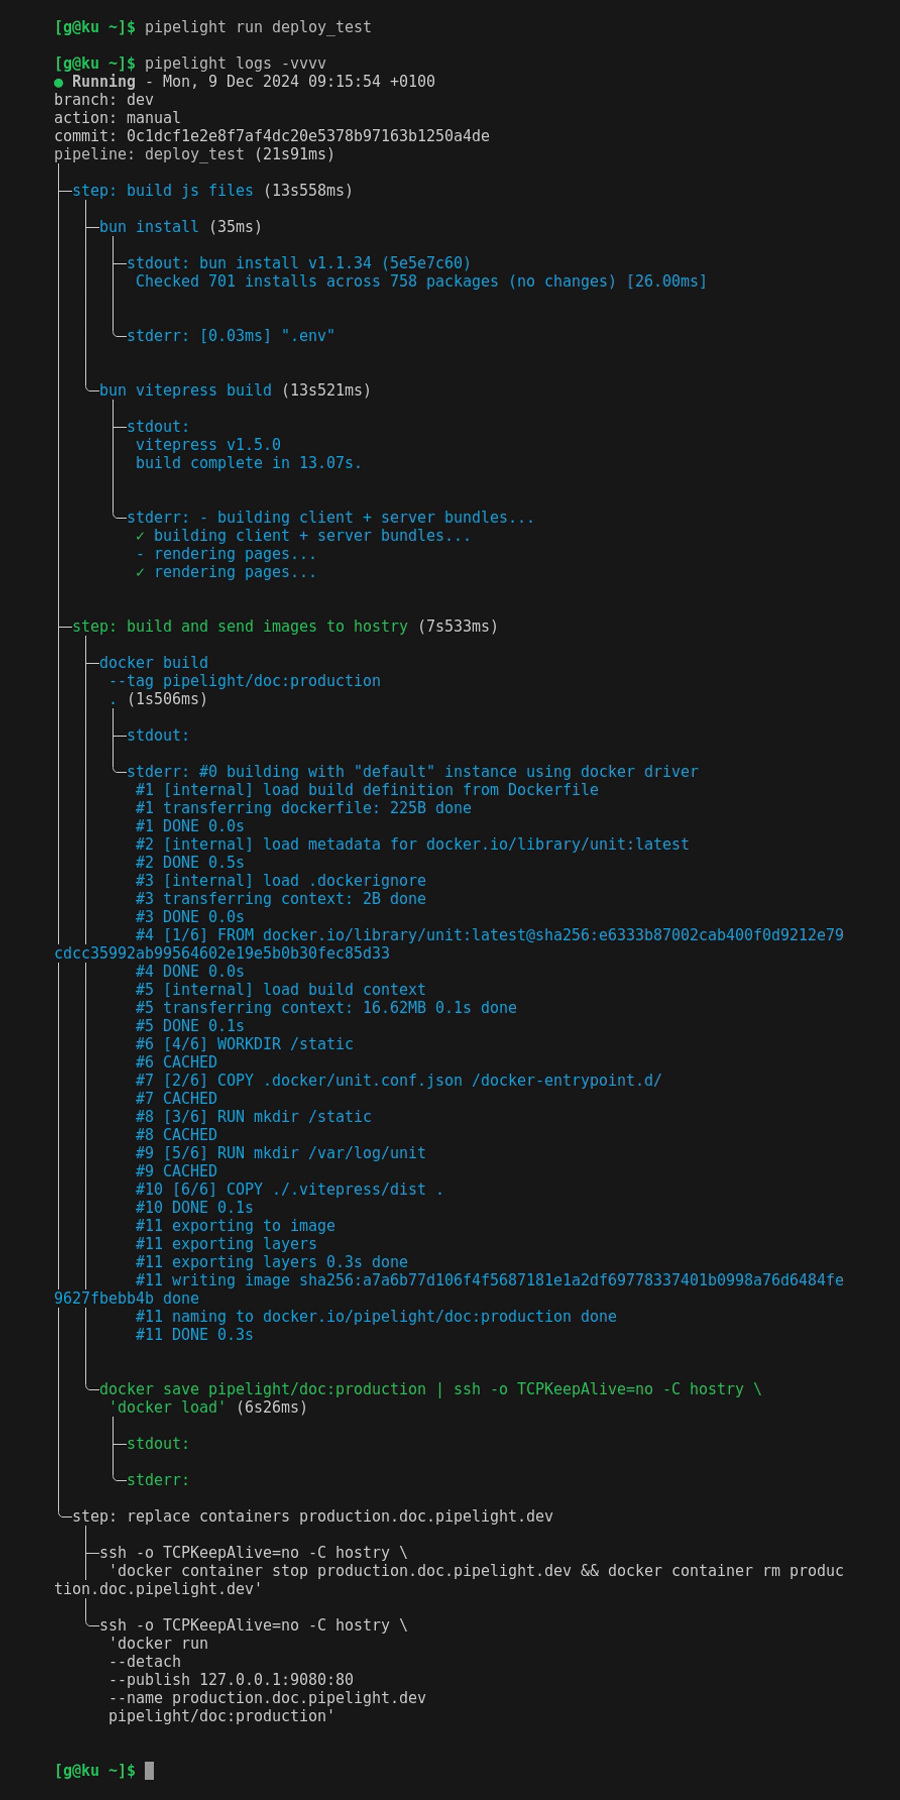 [g@ku ~]$ pipelight run deploy_test
[g@ku ~]$ pipelight logs -vvvv
● Running - Mon, 9 Dec 2024 09:15:54 +0100
branch: dev
action: manual
commit: 0c1dcf1e2e8f7af4dc20e5378b97163b1250a4de
pipeline: deploy_test (21s91ms)
step: build js files (13s558ms)
bun install (35ms)
stdout: bun install v1.1.34 (5e5e7c60)
Checked 701 installs across 758 packages (no changes) [26.00ms]
stderr: [0.03ms] ".env"
bun vitepress build (13s521ms)
stdout:
vitepress v1.5.0
build complete in 13.07s.
stderr: - building client + server bundles...
✓ building client + server bundles...
- rendering pages...
✓ rendering pages...
step: build and send images to hostry (7s533ms)
docker build
--tag pipelight/doc:production
. (1s506ms)
stdout:
stderr: #0 building with "default" instance using docker driver
#1 [internal] load build definition from Dockerfile
#1 transferring dockerfile: 225B done
#1 DONE 0.0s
#2 [internal] load metadata for docker.io/library/unit:latest
#2 DONE 0.5s
#3 [internal] load .dockerignore
#3 transferring context: 2B done
#3 DONE 0.0s
#4 [1/6] FROM docker.io/library/unit:latest@sha256:e6333b87002cab400f0d9212e79
cdcc35992ab99564602e19e5b0b30fec85d33
#4 DONE 0.0s
#5 [internal] load build context
#5 transferring context: 16.62MB 0.1s done
#5 DONE 0.1s
#6 [4/6] WORKDIR /static
#6 CACHED
#7 [2/6] COPY .docker/unit.conf.json /docker-entrypoint.d/
#7 CACHED
#8 [3/6] RUN mkdir /static
#8 CACHED
#9 [5/6] RUN mkdir /var/log/unit
#9 CACHED
#10 [6/6] COPY ./.vitepress/dist .
#10 DONE 0.1s
#11 exporting to image
#11 exporting layers
#11 exporting layers 0.3s done
#11 writing image sha256:a7a6b77d106f4f5687181e1a2df69778337401b0998a76d6484fe
9627fbebb4b done
#11 naming to docker.io/pipelight/doc:production done
#11 DONE 0.3s
docker save pipelight/doc:production | ssh -o TCPKeepAlive=no -C hostry \
'docker load' (6s26ms)
stdout:
stderr:
step: replace containers production.doc.pipelight.dev
ssh -o TCPKeepAlive=no -C hostry \
'docker container stop production.doc.pipelight.dev && docker container rm produc
tion.doc.pipelight.dev'
ssh -o TCPKeepAlive=no -C hostry \
'docker run
--detach
--publish 127.0.0.1:9080:80
--name production.doc.pipelight.dev
pipelight/doc:production'
[g@ku ~]$